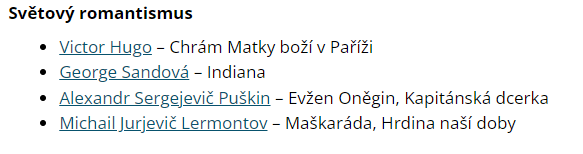 Světový romantismus
Victor Hugo – Chrám Matky boží v Paříži
George Sandová – Indiana
Alexandr Sergejevič Puškin – Evžen Oněgin, Kapitánská dcerka
Michail Jurjevič Lermontov – Maškaráda, Hrdina naší doby